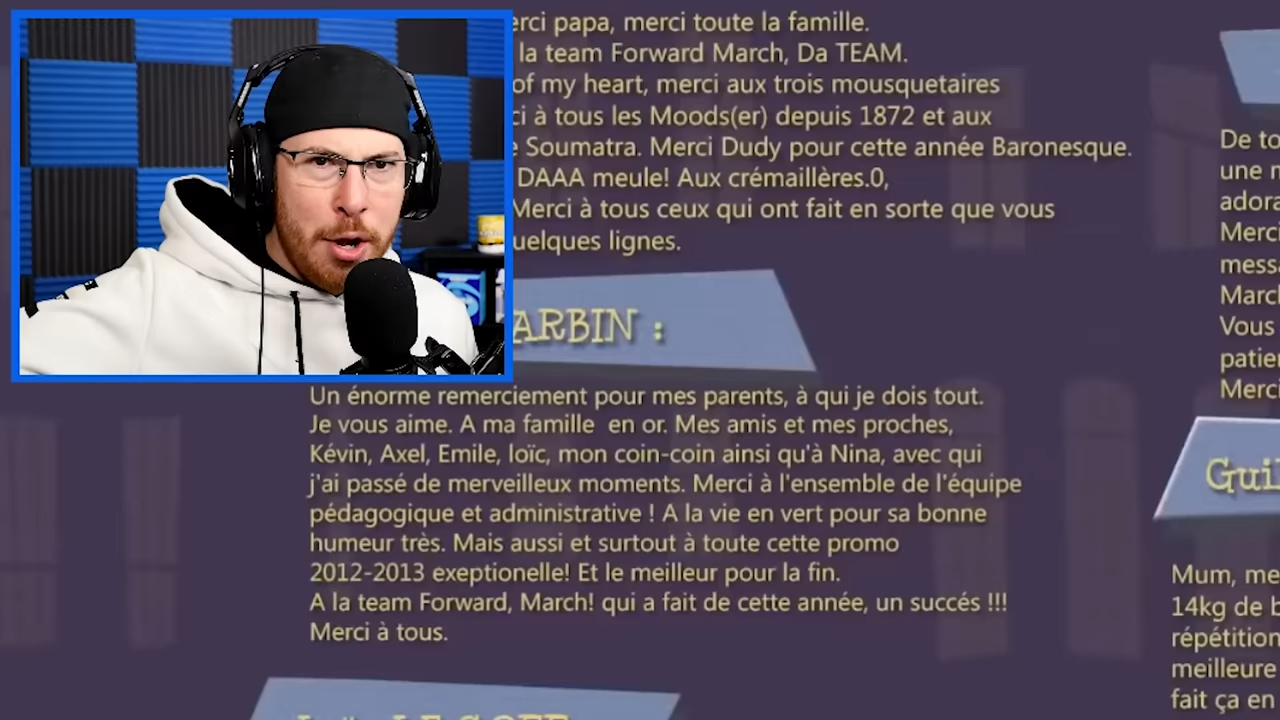 erci papa, merci toute la famille.
la team Forward March, Da TEAM.
of my heart, merci aux trois mousquetaires
ci à tous les Moods(er) depuis 1872 et aux
e Soumatra. Merci Dudy pour cette année Baronesque.
DAAA meule! Aux crémaillères.0,
Merci à tous ceux qui ont fait en sorte que vous
uelques lignes.
ARBIN :
Un énorme remerciement pour mes parents, à qui je dois tout.
Je vous aime. A ma famille en or. Mes amis et mes proches,
Kévin, Axel, Emile, loïc, mon coin-coin ainsi qu'à Nina, avec qui
j'ai passé de merveilleux moments. Merci à l'ensemble de l'équipe
pédagogique et administrative ! A la vie en vert pour sa bonne
humeur très. Mais aussi et surtout à toute cette promo
2012-2013 exeptionelle! Et le meilleur pour la fin.
A la team Forward, March! qui a fait de cette année, un succés !!!
Merci à tous.
De to
une m
adora
Merci
messa
March
Vous
patien
Merci
Guil
Mum, me
14kg de b
répétition
meilleure
fait ça en